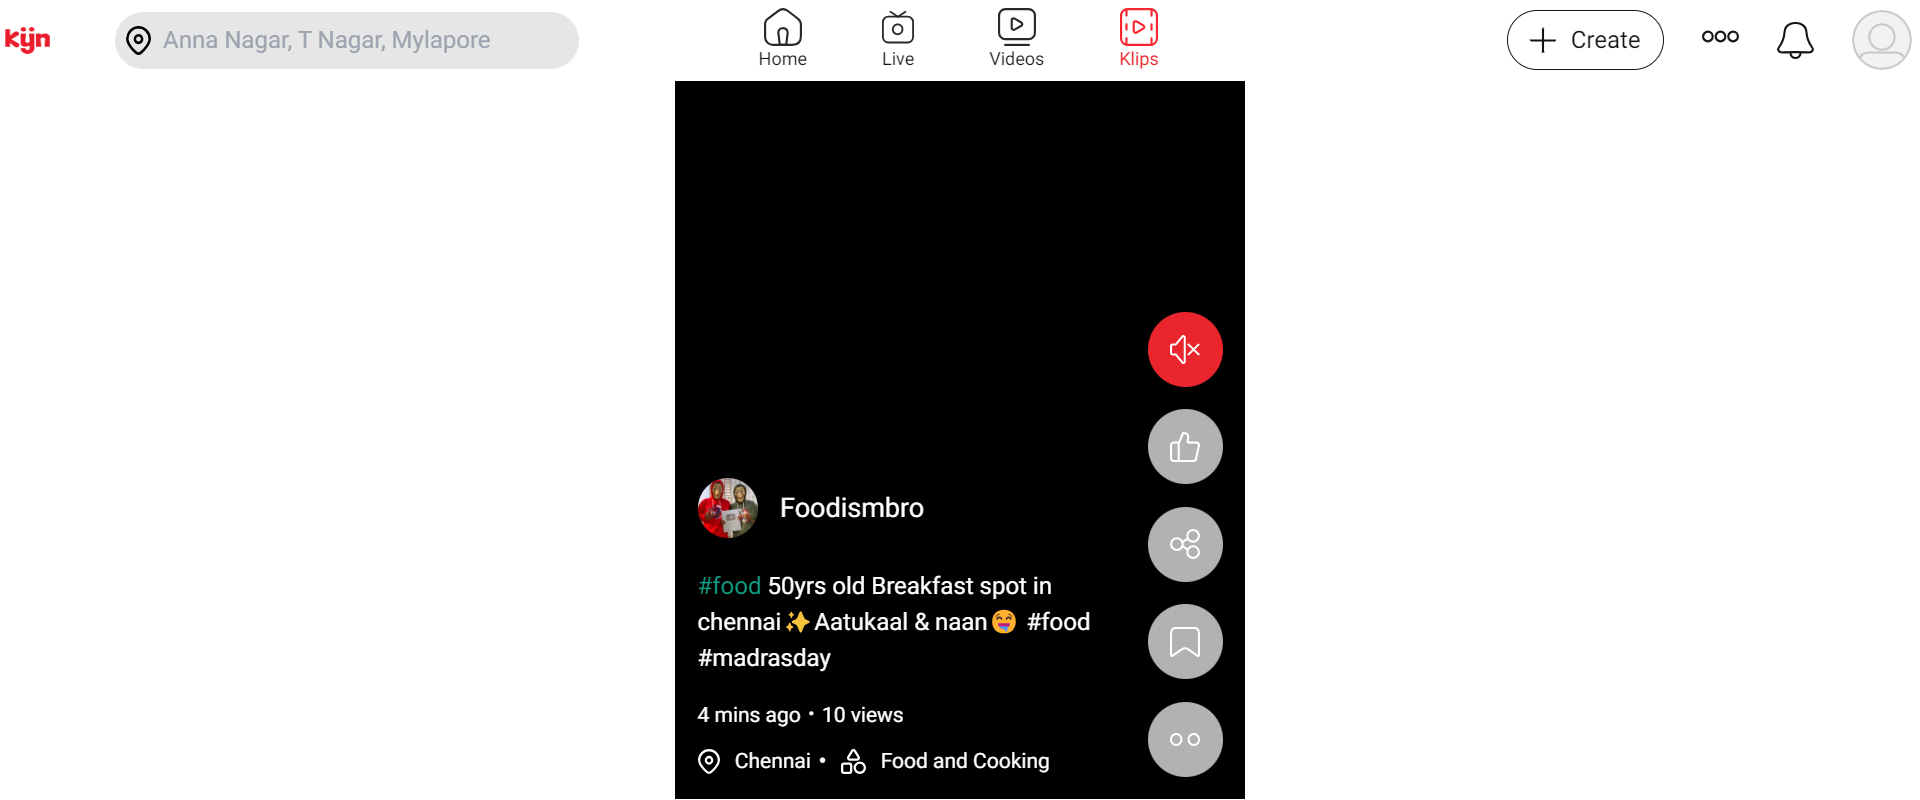 kijn
Anna Nagar, T Nagar, Mylapore
Home
Live
Videos
Klips
Create
Foodismbro
#food 50yrs old Breakfast spot in
chennai✨Aatukaal & naan🤤 #food
#madrasday
4 mins ago • 10 views
Chennai • Food and Cooking